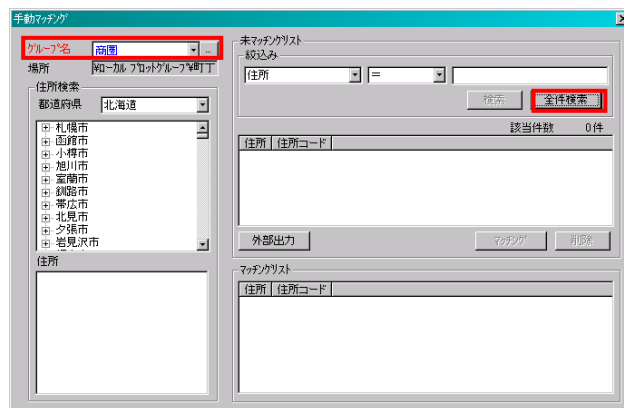 手動ﾏｯﾁﾝｸﾞ
ｸﾞﾙｰﾌﾟ名 商圏 ...
場所 ¥ﾛｰｶﾙ ﾌﾟﾛｯﾄｸﾞﾙｰﾌﾟ¥町丁
住所検索
都道府県 北海道
札幌市
函館市
小樽市
旭川市
室蘭市
釧路市
帯広市
北見市
夕張市
岩見沢市
住所
未ﾏｯﾁﾝｸﾞﾘｽﾄ
絞込み
住所 =
検索 全件検索
該当件数 0件
住所 住所コード
外部出力 ﾏｯﾁﾝｸﾞ 削除
ﾏｯﾁﾝｸﾞﾘｽﾄ
住所 住所コード